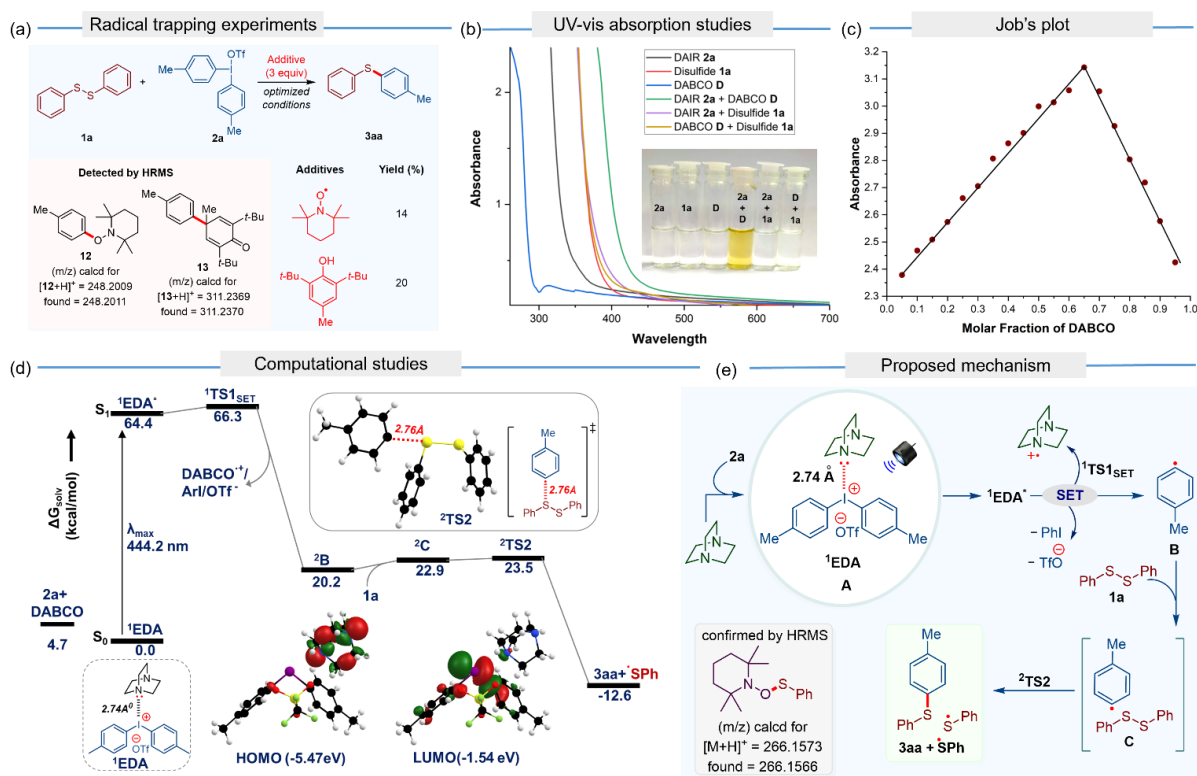 (a)
Radical trapping experiments
1a
+
Me
OTf
I
Me
2a
Additive
(3 equiv)
optimized
conditions
S
Me
3aa
S-S
Detected by HRMS
Me
O
N
12
(m/z) calcd for
[12+H]+ = 248.2009
found = 248.2011
Me
Me
t-Bu
O
t-Bu
13
(m/z) calcd for
[13+H]+ = 311.2369
found = 311.2370
Additives
Yield (%)
O•
N
14
OH
t-Bu
t-Bu
Me
20
UV-vis absorption studies
(b)
Absorbance
2
1
300
400
500
600
700
Wavelength
DAIR 2a
Disulfide 1a
DABCO D
DAIR 2a + DABCO D
DAIR 2a + Disulfide 1a
DABCO D + Disulfide 1a
2a
1a
D
2a
+
D
2a
+
1a
D
+
1a
Job's plot
(c)
Absorbance
3.2
3.1
3.0
2.9
2.8
2.7
2.6
2.5
2.4
2.3
0.0 0.1 0.2 0.3 0.4 0.5 0.6 0.7 0.8 0.9 1.0
Molar Fraction of DABCO
(d)
Computational studies
ΔGsolv
(kcal/mol)
S1
1EDA*
64.4
1TS1SET
66.3
DABCO•+/
ArI/OTf-
λmax
444.2 nm
2a+
DABCO
4.7
S0
1EDA
0.0
2B
20.2
1a
2C
22.9
2TS2
23.5
3aa+•SPh
-12.6
2.76A
2TS2
Me
2.76A
S-S
Ph
Ph
‡
N
N
2.74A0
I
⊕
⊖
OTf
1EDA
HOMO (-5.47eV)
LUMO(-1.54 eV)
(e)
Proposed mechanism
2a
N
N
N
N
2.74 Å
I
⊕
⊖
OTf
Me
Me
1EDA
A
1EDA*
SET
N
N
+•
1TS1SET
– PhI
– TfO⊖
Me
B
Ph
S-S
Ph
1a
Me
Ph
S-S
Ph
C
2TS2
Me
S
Ph
S
Ph
3aa + •SPh
confirmed by HRMS
Me
Me
N
O
S
Ph
Me
Me
(m/z) calcd for
[M+H]+ = 266.1573
found = 266.1566